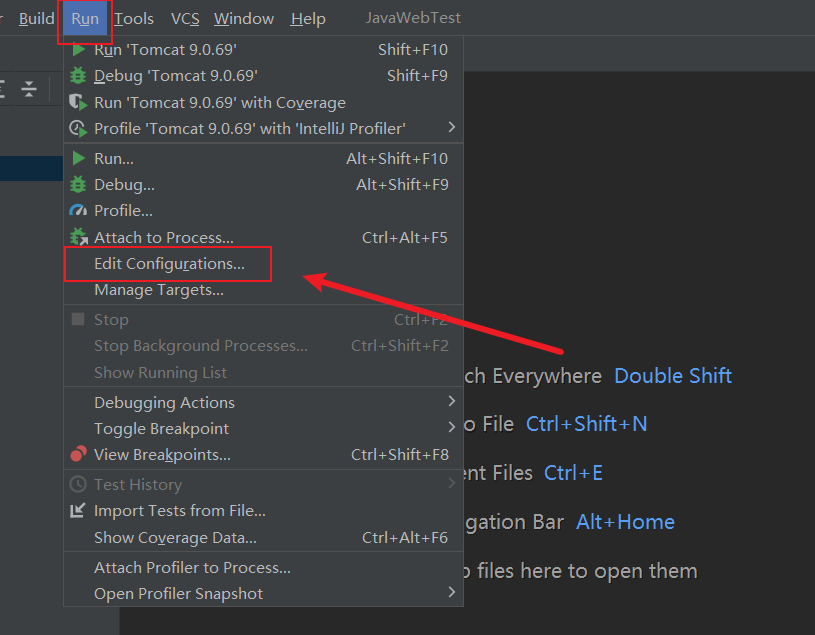 Build Run Tools VCS Window Help JavaWebTest
Run 'Tomcat 9.0.69' Shift+F10
Debug 'Tomcat 9.0.69' Shift+F9
Run 'Tomcat 9.0.69' with Coverage
Profile 'Tomcat 9.0.69' with 'IntelliJ Profiler'
Run... Alt+Shift+F10
Debug... Alt+Shift+F9
Profile...
Attach to Process... Ctrl+Alt+F5
Edit Configurations...
Manage Targets...
Stop Ctrl+F2
Stop Background Processes... Ctrl+Shift+F2
Show Running List
ch Everywhere Double Shift
Debugging Actions
o File Ctrl+Shift+N
Toggle Breakpoint
View Breakpoints... Ctrl+Shift+F8
ent Files Ctrl+E
Test History
Import Tests from File...
gation Bar Alt+Home
Show Coverage Data... Ctrl+Alt+F6
Attach Profiler to Process...
files here to open them
Open Profiler Snapshot